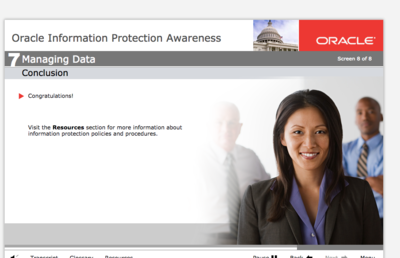 Oracle Information Protection Awareness
ORACLE
7 Managing Data
Screen 8 of 8
Conclusion
Congratulations!
Visit the Resources section for more information about
information protection policies and procedures.
Transcript Glossary Resources Pause Back Next Menu